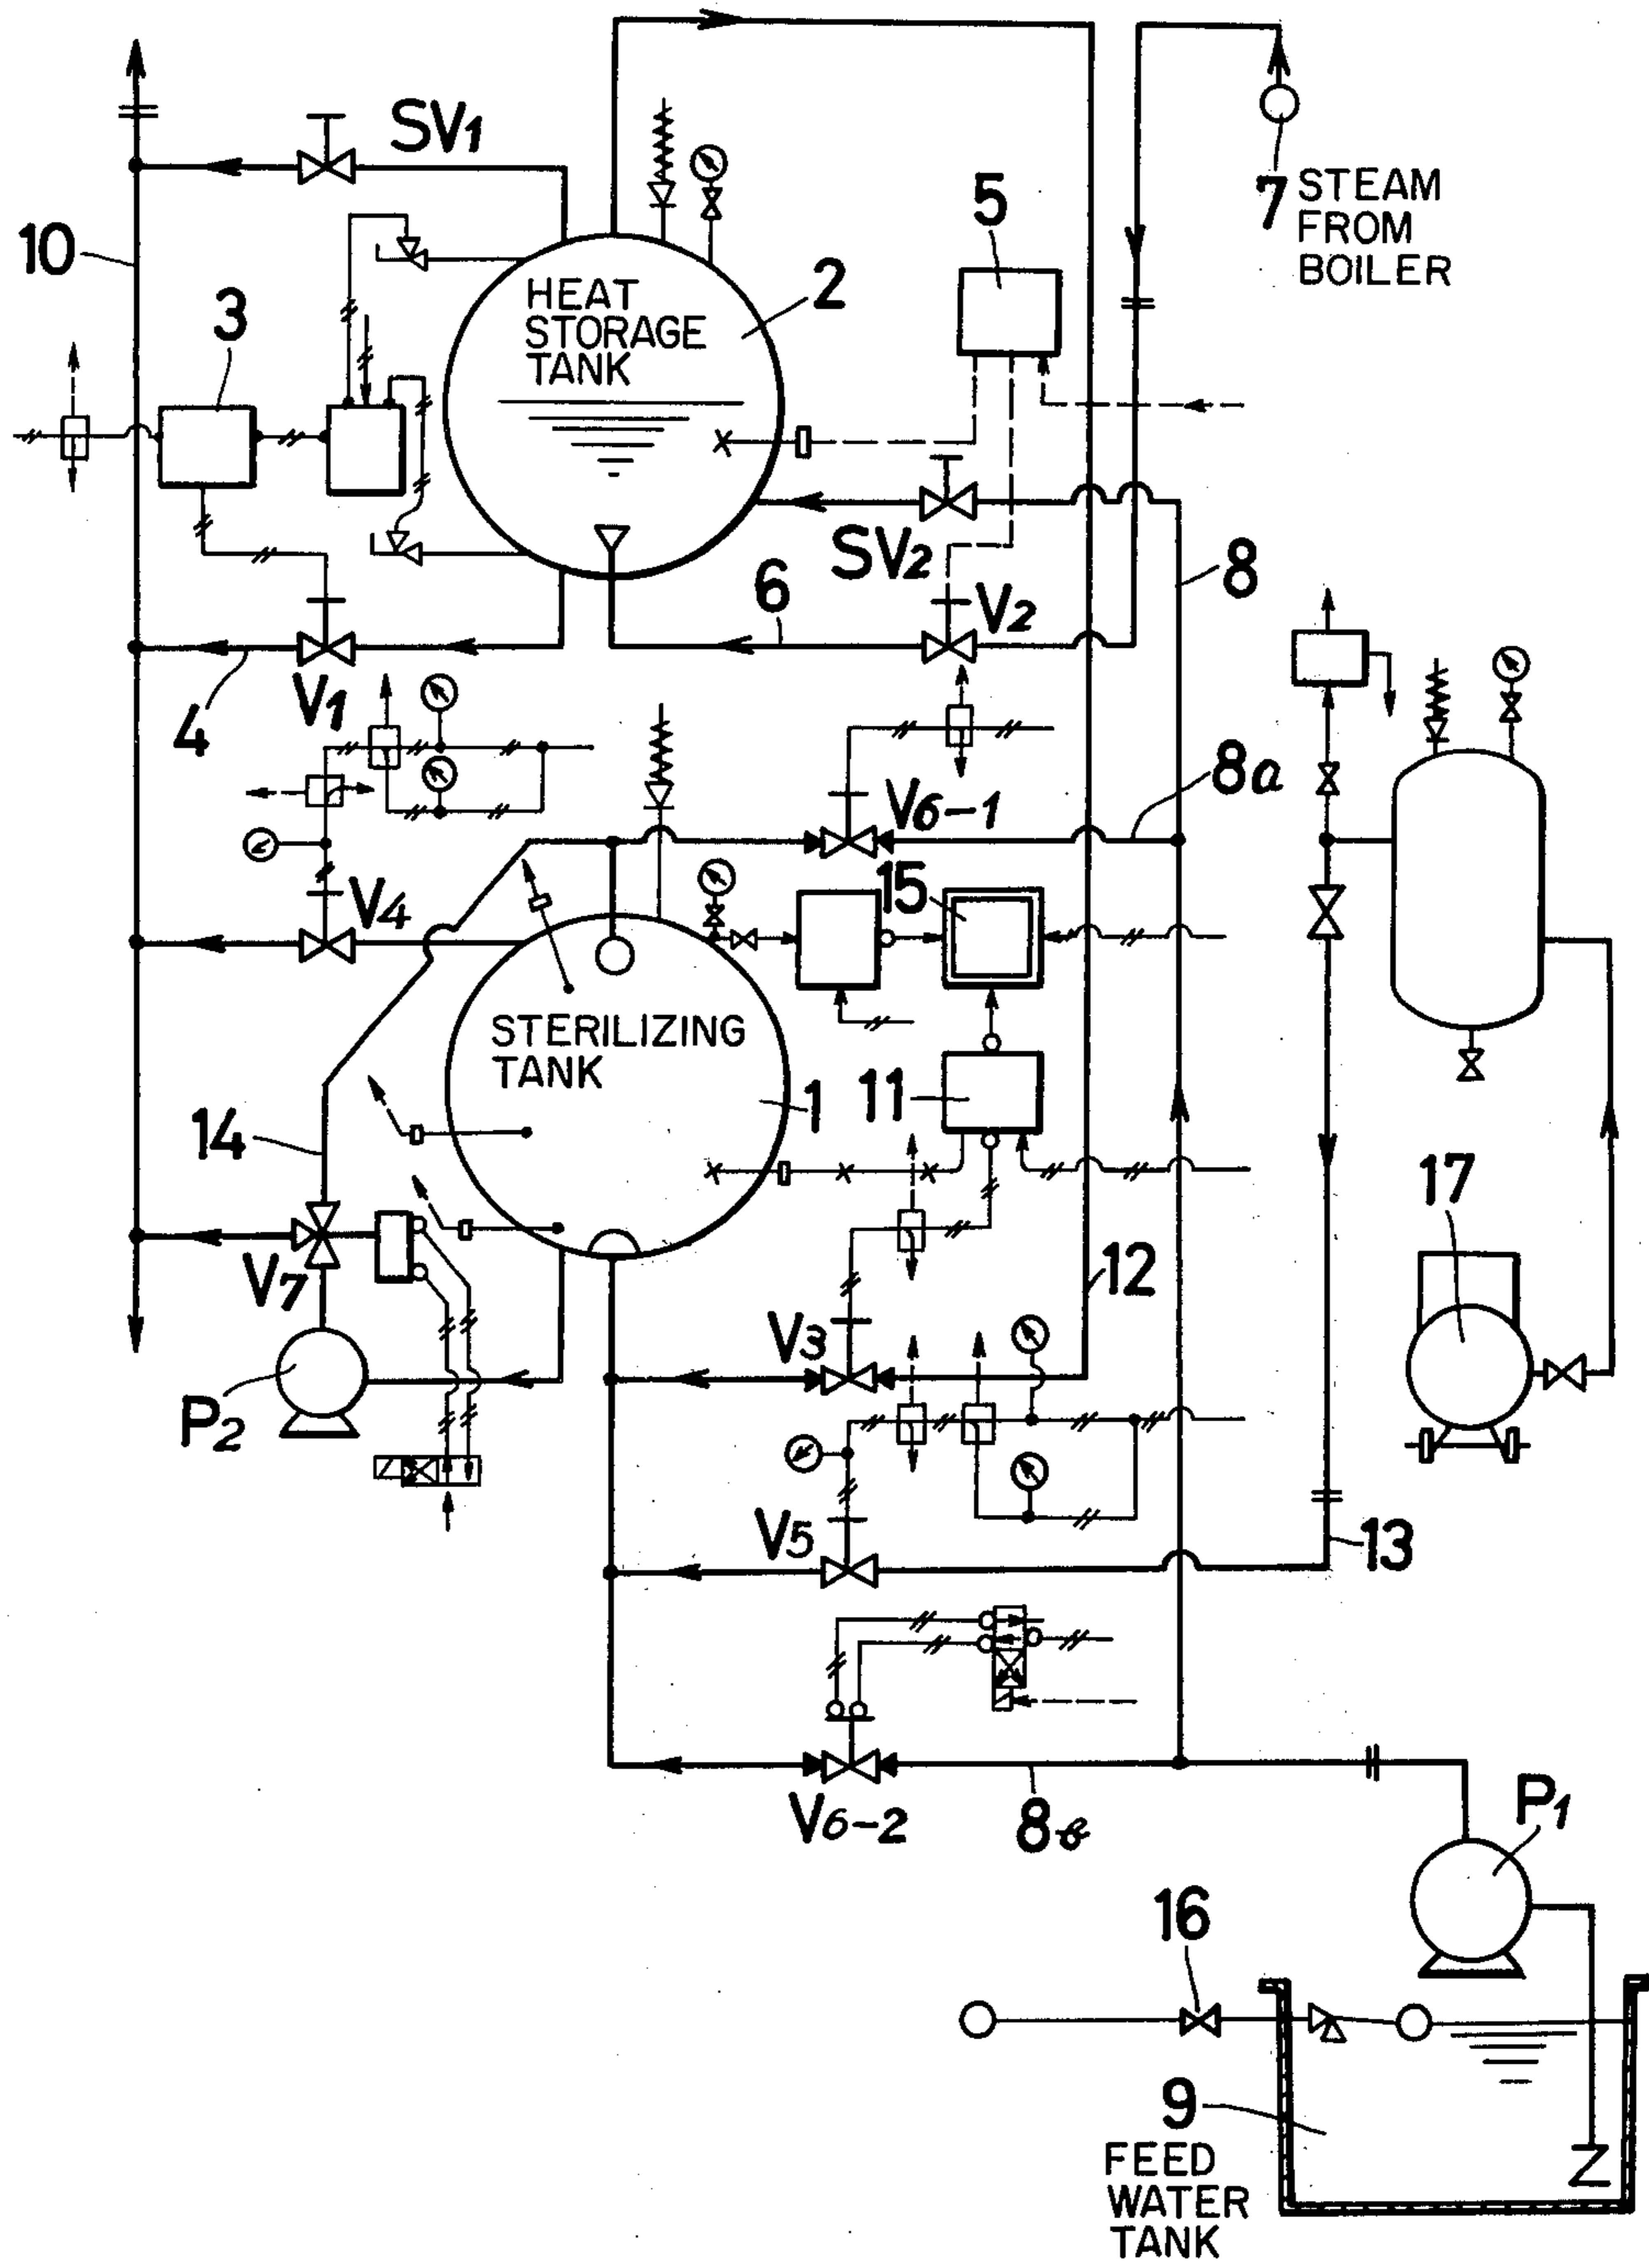 SV1
10
5
7 STEAM
FROM
BOILER
HEAT
STORAGE
TANK
2
3
SV2
8
6
V2
V1
4
8a
V6-1
V4
15
STERILIZING
TANK
1
11
14
17
V7
12
V3
P2
V5
13
V6-2
8b
P1
16
9
FEED
WATER
TANK